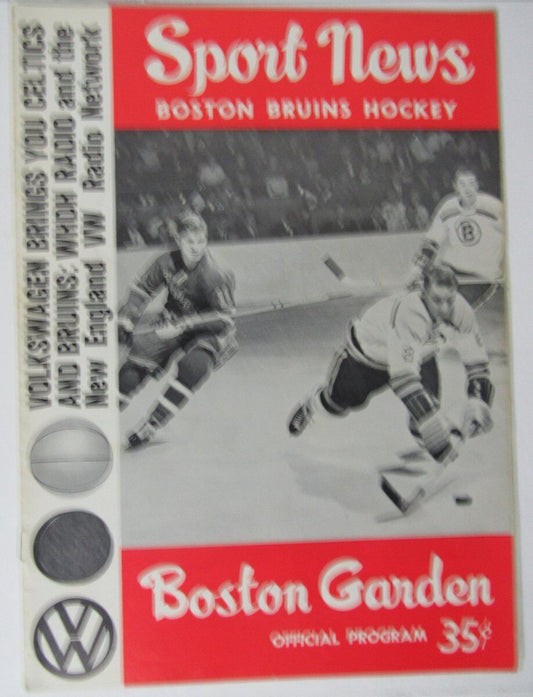 Sport News
BOSTON BRUINS HOCKEY
VOLKSWAGEN BRINGS YOU CELTICS
AND BRUINS: WHDH RADIO and the
New England VW Radio Network
B
VW
Boston Garden
OFFICIAL PROGRAM 35¢